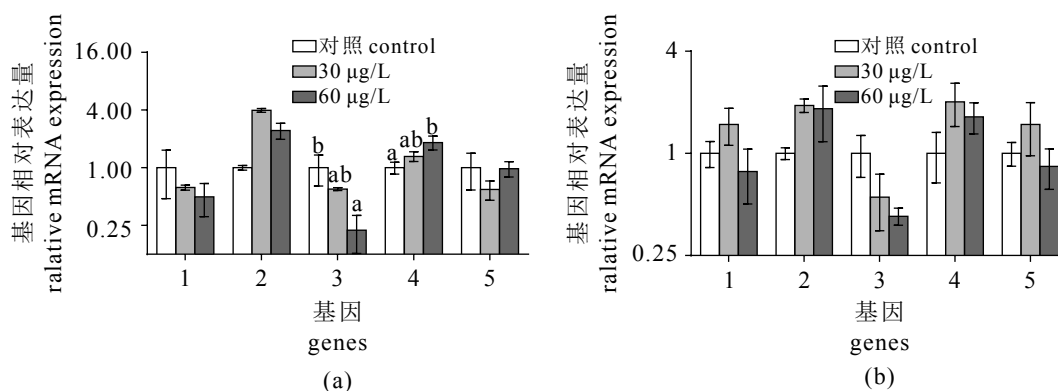 基因相对表达量
ralative mRNA expression
16.00
4.00
1.00
0.25
对照 control
30 μg/L
60 μg/L
b
ab
a
a
ab
b
1 2 3 4 5
基因
genes
(a)
基因相对表达量
ralative mRNA expression
4
1
0.25
对照 control
30 μg/L
60 μg/L
1 2 3 4 5
基因
genes
(b)